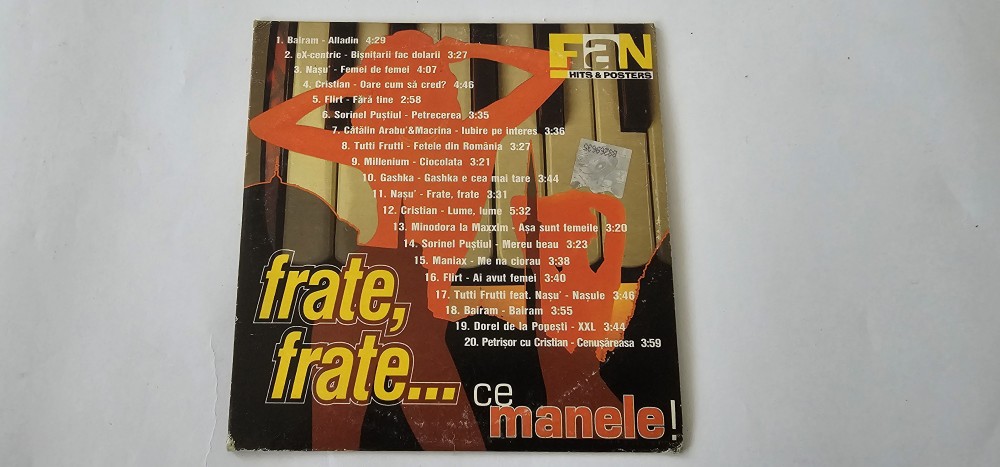 1. Bairam - Alladin 4:29
2. eX-centric - Bișnițarii fac dolarii 3:27
3. Nașu' - Femei de femei 4:07
4. Cristian - Oare cum să cred? 4:46
5. Flirt - Fără tine 2:58
6. Sorinel Puștiul - Petrecerea 3:35
7. Cătălin Arabu'&Macrina - Iubire pe interes 3:36
8. Tutti Frutti - Fetele din România 3:27
9. Millenium - Ciocolata 3:21
10. Gashka - Gashka e cea mai tare 3:44
11. Nașu' - Frate, frate 3:31
12. Cristian - Lume, lume 5:32
13. Minodora la Maxxim - Așa sunt femeile 3:20
14. Sorinel Puștiul - Mereu beau 3:23
15. Maniax - Me na ciorau 3:38
16. Flirt - Ai avut femei 3:40
17. Tutti Frutti feat. Nașu' - Nașule 3:46
18. Bairam - Bairam 3:55
19. Dorel de la Popești - XXL 3:44
20. Petrișor cu Cristian - Cenușăreasa 3:59
FaN
HITS & POSTERS
8926963S
frate,
frate...
ce
manele!